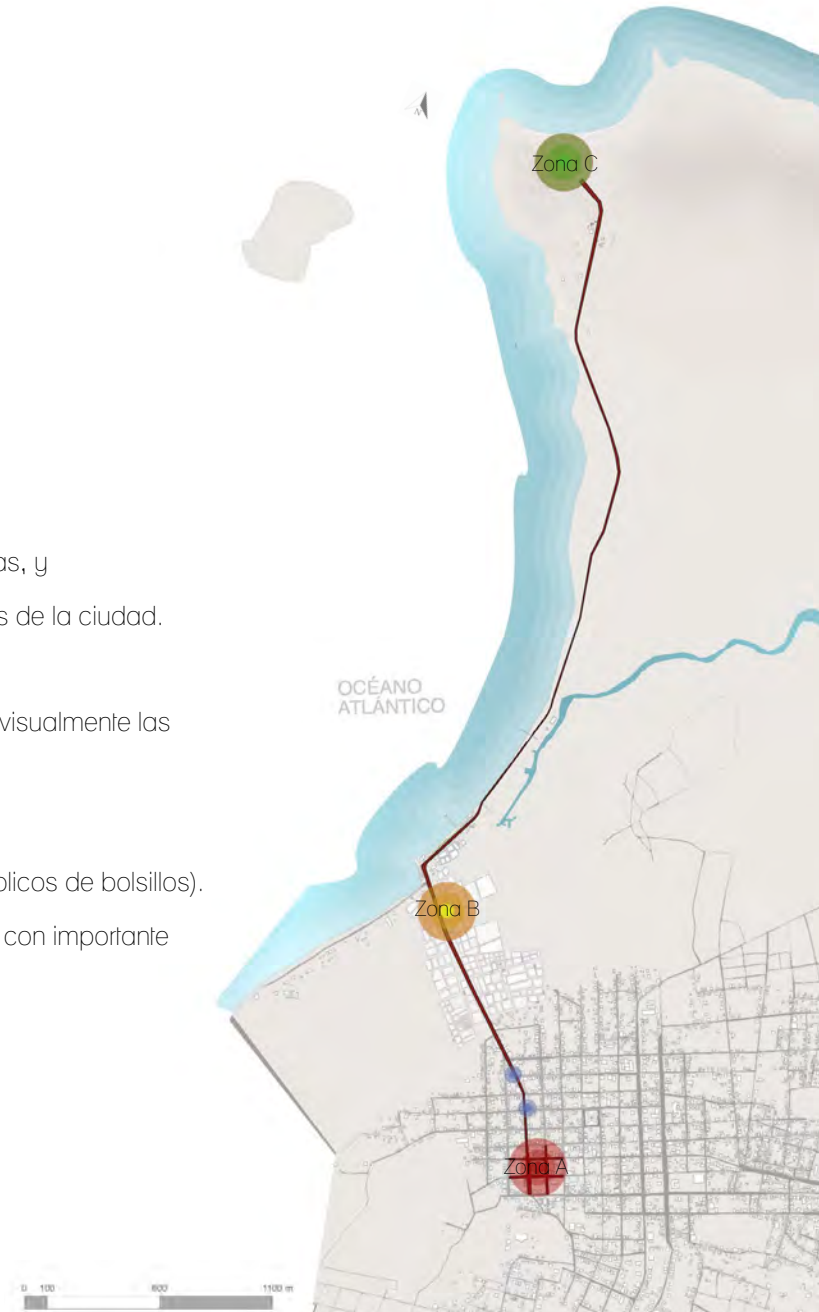 N
Zona C
as, y
s de la ciudad.
OCÉANO
ATLÁNTICO
visualmente las
olicos de bolsillos).
Zona B
con importante
Zona A
0 100 600 1100 m